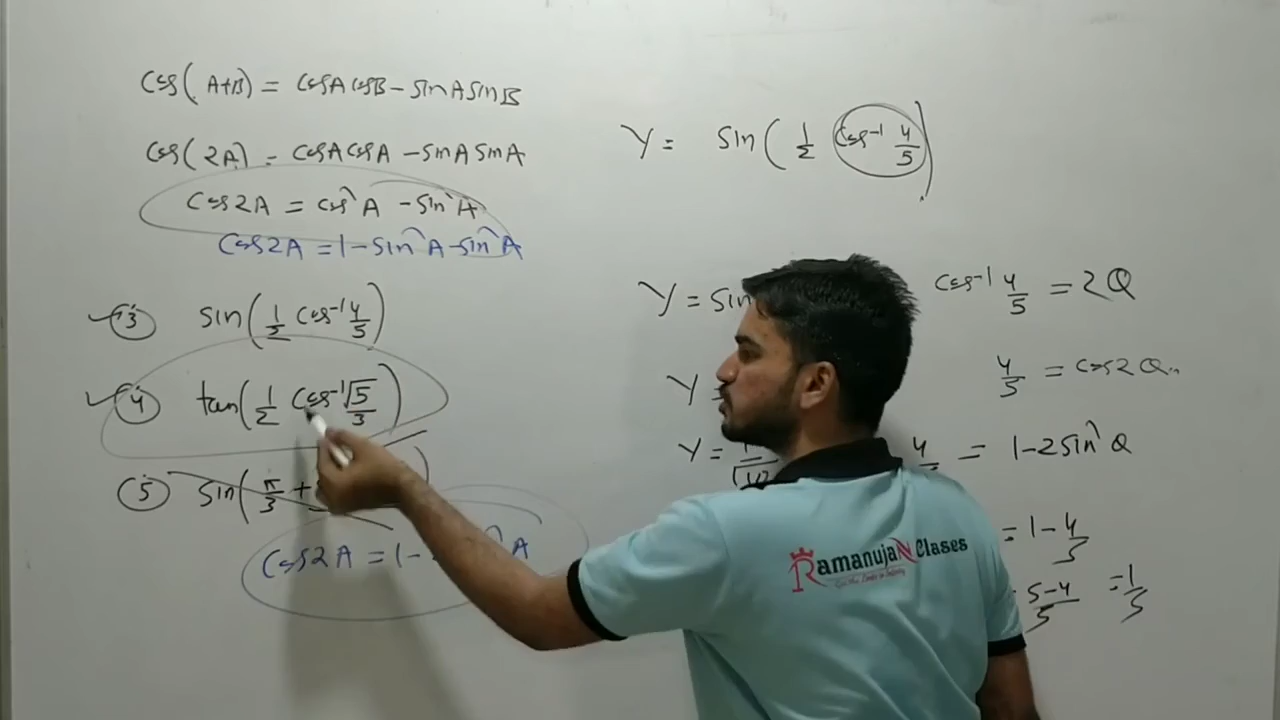 cos(A+B) = cosA cosB - sinA sinB
cos(2A) = cosA cosA - sinA sinA
cos2A = cos²A - sin²A
cos2A = 1 - sin²A - sin²A
3 sin(1/2 cos⁻¹ 4/5)
4 tan(1/2 cos⁻¹ √5/3)
5 sin(π/3 +
cos2A = 1 - A
Y = sin(1/2 cos⁻¹ 4/5)
Y = sin
cos⁻¹ 4/5 = 2Q
Y
4/5 = cos2Q
Y = 1/√10
4 = 1 - 2sin²Q
= 1 - 4/5
5-4/5 = 1/5
RamanujaN Clases